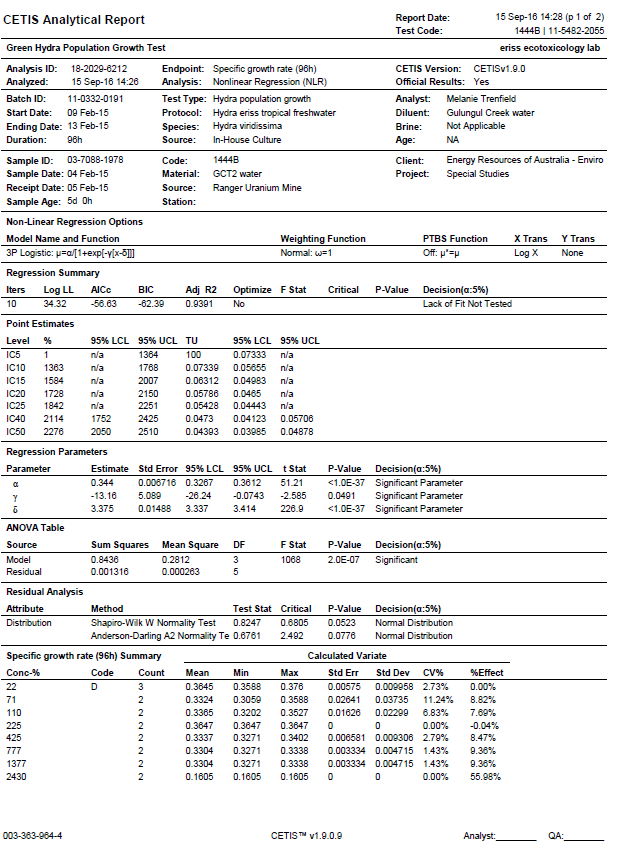 CETIS Analytical Report
Report Date: 15 Sep-16 14:28 (p 1 of 2)
Test Code: 1444B | 11-5482-2055
Green Hydra Population Growth Test eriss ecotoxicology lab
Analysis ID: 18-2029-6212 Endpoint: Specific growth rate (96h) CETIS Version: CETISv1.9.0
Analyzed: 15 Sep-16 14:26 Analysis: Nonlinear Regression (NLR) Official Results: Yes
Batch ID: 11-0332-0191 Test Type: Hydra population growth Analyst: Melanie Trenfield
Start Date: 09 Feb-15 Protocol: Hydra eriss tropical freshwater Diluent: Gulungul Creek water
Ending Date: 13 Feb-15 Species: Hydra viridissima Brine: Not Applicable
Duration: 96h Source: In-House Culture Age: NA
Sample ID: 03-7088-1978 Code: 1444B Client: Energy Resources of Australia - Enviro
Sample Date: 04 Feb-15 Material: GCT2 water Project: Special Studies
Receipt Date: 05 Feb-15 Source: Ranger Uranium Mine
Sample Age: 5d 0h Station:
Non-Linear Regression Options
Model Name and Function Weighting Function PTBS Function X Trans Y Trans
3P Logistic: μ=α/[1+exp[-γ[x-δ]]] Normal: ω=1 Off: μ*=μ Log X None
Regression Summary
Iters Log LL AICc BIC Adj R2 Optimize F Stat Critical P-Value Decision(α:5%)
10 34.32 -56.63 -62.39 0.9391 No Lack of Fit Not Tested
Point Estimates
Level % 95% LCL 95% UCL TU 95% LCL 95% UCL
IC5 1 n/a 1364 100 0.07333 n/a
IC10 1363 n/a 1768 0.07339 0.05655 n/a
IC15 1584 n/a 2007 0.06312 0.04983 n/a
IC20 1728 n/a 2150 0.05786 0.0465 n/a
IC25 1842 n/a 2251 0.05428 0.04443 n/a
IC40 2114 1752 2425 0.0473 0.04123 0.05706
IC50 2276 2050 2510 0.04393 0.03985 0.04878
Regression Parameters
Parameter Estimate Std Error 95% LCL 95% UCL t Stat P-Value Decision(α:5%)
α 0.344 0.006716 0.3267 0.3612 51.21 <1.0E-37 Significant Parameter
γ -13.16 5.089 -26.24 -0.0743 -2.585 0.0491 Significant Parameter
δ 3.375 0.01488 3.337 3.414 226.9 <1.0E-37 Significant Parameter
ANOVA Table
Source Sum Squares Mean Square DF F Stat P-Value Decision(α:5%)
Model 0.8436 0.2812 3 1068 2.0E-07 Significant
Residual 0.001316 0.000263 5
Residual Analysis
Attribute Method Test Stat Critical P-Value Decision(α:5%)
Distribution Shapiro-Wilk W Normality Test 0.8247 0.6805 0.0523 Normal Distribution
Anderson-Darling A2 Normality Te 0.6761 2.492 0.0776 Normal Distribution
Specific growth rate (96h) Summary Calculated Variate
Conc-% Code Count Mean Min Max Std Err Std Dev CV% %Effect
22 D 3 0.3645 0.3588 0.376 0.00575 0.009958 2.73% 0.00%
71 2 0.3324 0.3059 0.3588 0.02641 0.03735 11.24% 8.82%
110 2 0.3365 0.3202 0.3527 0.01626 0.02299 6.83% 7.69%
225 2 0.3647 0.3647 0.3647 0 0 0.00% -0.04%
425 2 0.3337 0.3271 0.3402 0.006581 0.009306 2.79% 8.47%
777 2 0.3304 0.3271 0.3338 0.003334 0.004715 1.43% 9.36%
1377 2 0.3304 0.3271 0.3338 0.003334 0.004715 1.43% 9.36%
2430 2 0.1605 0.1605 0.1605 0 0 0.00% 55.98%
003-363-964-4 CETIS™ v1.9.0.9 Analyst:________ QA:________